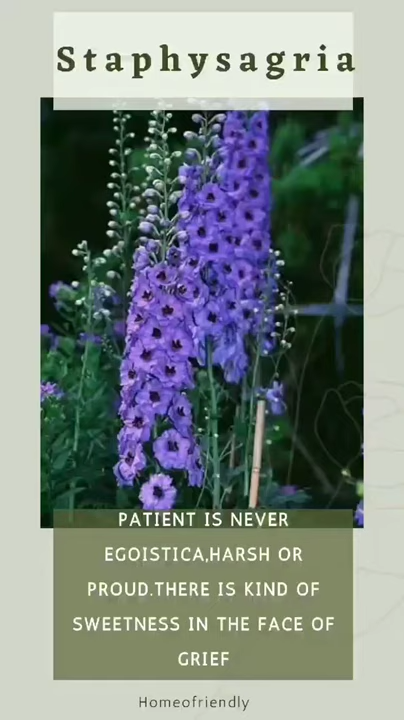 Staphysagria
PATIENT IS NEVER
EGOISTICA,HARSH OR
PROUD.THERE IS KIND OF
SWEETNESS IN THE FACE OF
GRIEF
Homeofriendly